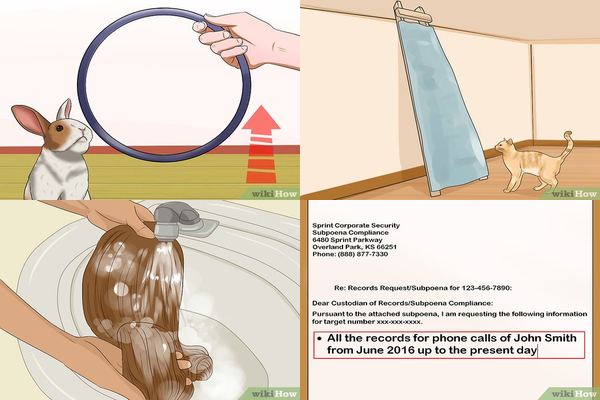 wikiHow
wikiHow
wikiHow
Sprint Corporate Security
Subpoena Compliance
6480 Sprint Parkway
Overland Park, KS 66251
Phone: (888) 877-7330
Re: Records Request/Subpoena for 123-456-7890:
Dear Custodian of Records/Subpoena Compliance:
Pursuant to the attached subpoena, I am requesting the following information
for target number xxx-xxx-xxxx.
• All the records for phone calls of John Smith
from June 2016 up to the present day
wikiHow